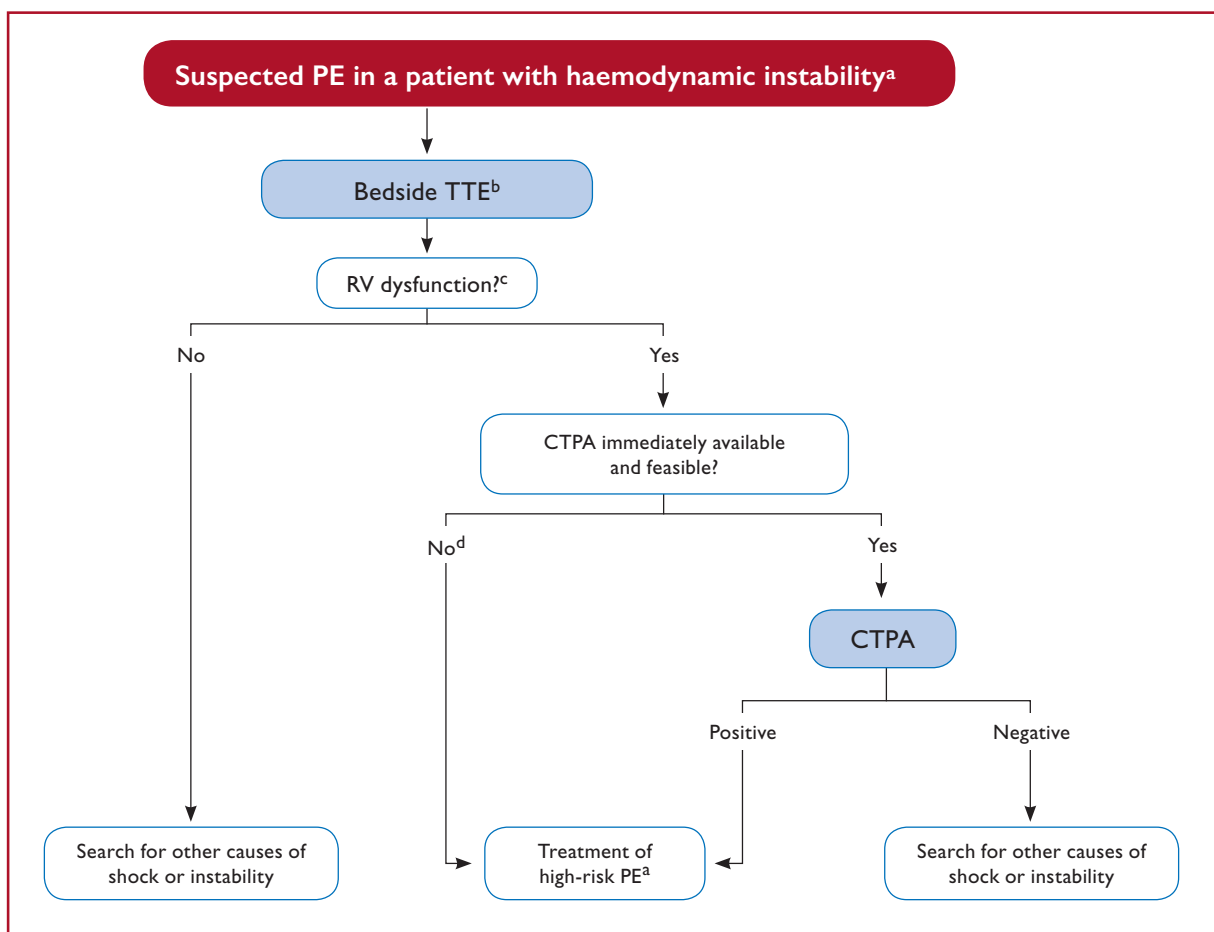 Suspected PE in a patient with haemodynamic instabilityᵃ
Bedside TTEᵇ
RV dysfunction?ᶜ
No
Yes
CTPA immediately available
and feasible?
Noᵈ
Yes
CTPA
Positive
Negative
Search for other causes of
shock or instability
Treatment of
high-risk PEᵃ
Search for other causes of
shock or instability